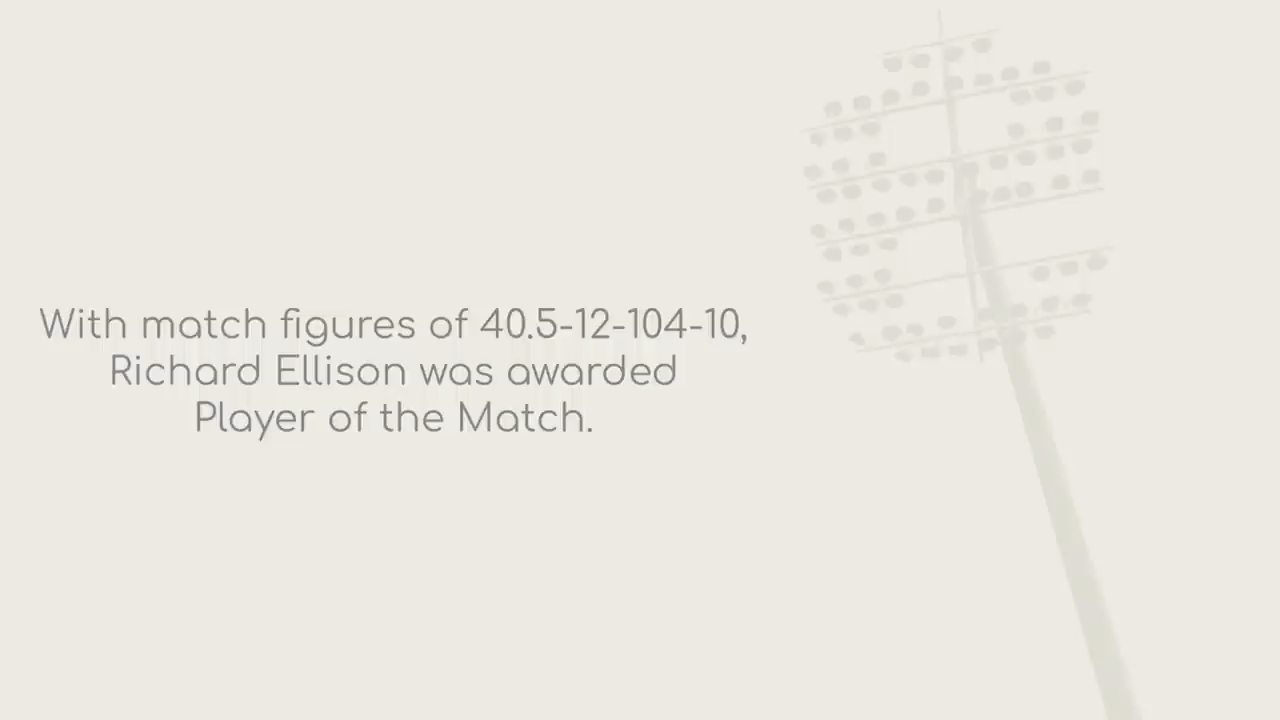 With match figures of 40.5-12-104-10,
Richard Ellison was awarded
Player of the Match.